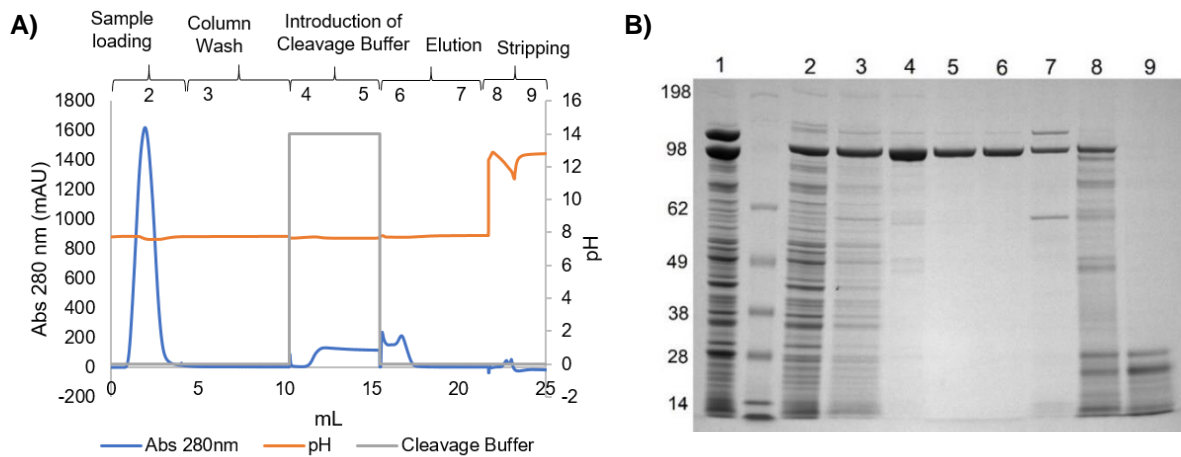 A)
Sample loading
Column Wash
Introduction of Cleavage Buffer
Elution
Stripping
2 3 4 5 6 7 8 9
Abs 280 nm (mAU)
1800
1600
1400
1200
1000
800
600
400
200
0
-200
16
14
12
10
8
6
4
2
0
-2
pH
0 5 10 15 20 25
mL
Abs 280nm pH Cleavage Buffer
B)
1 2 3 4 5 6 7 8 9
198
98
62
49
38
28
14